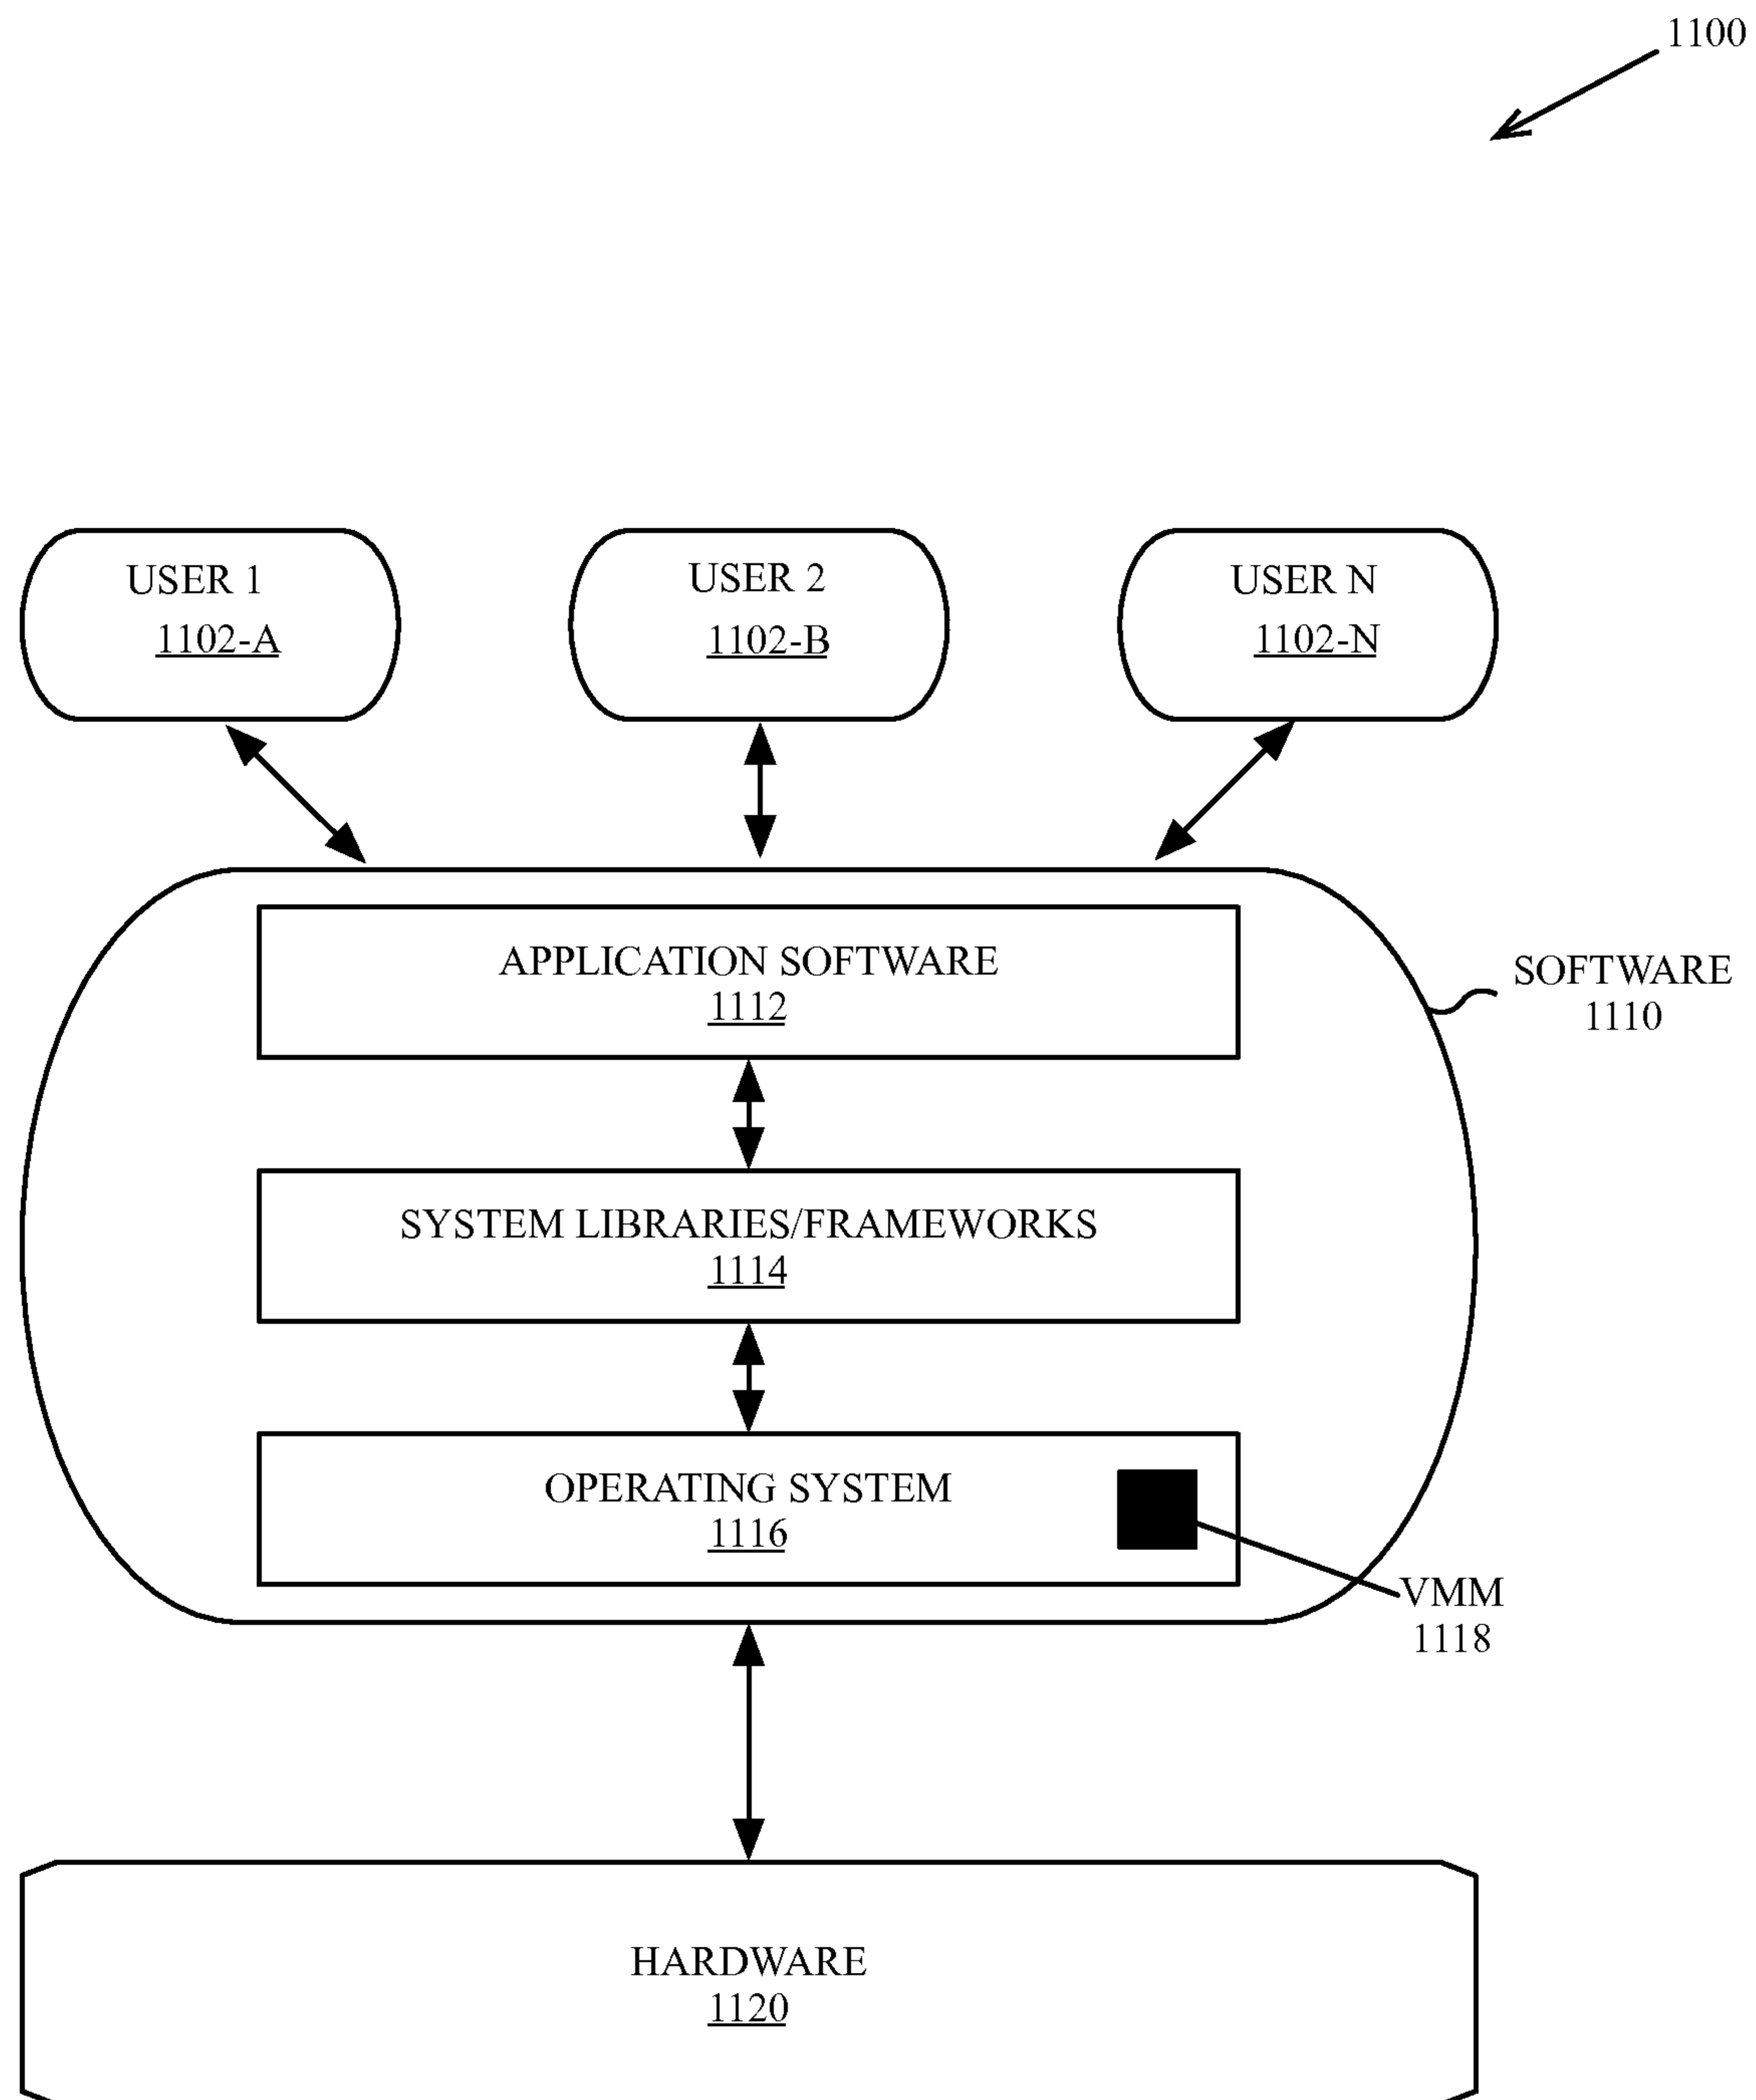 1100
USER 1
1102-A
USER 2
1102-B
USER N
1102-N
APPLICATION SOFTWARE
1112
SOFTWARE
1110
SYSTEM LIBRARIES/FRAMEWORKS
1114
OPERATING SYSTEM
1116
VMM
1118
HARDWARE
1120